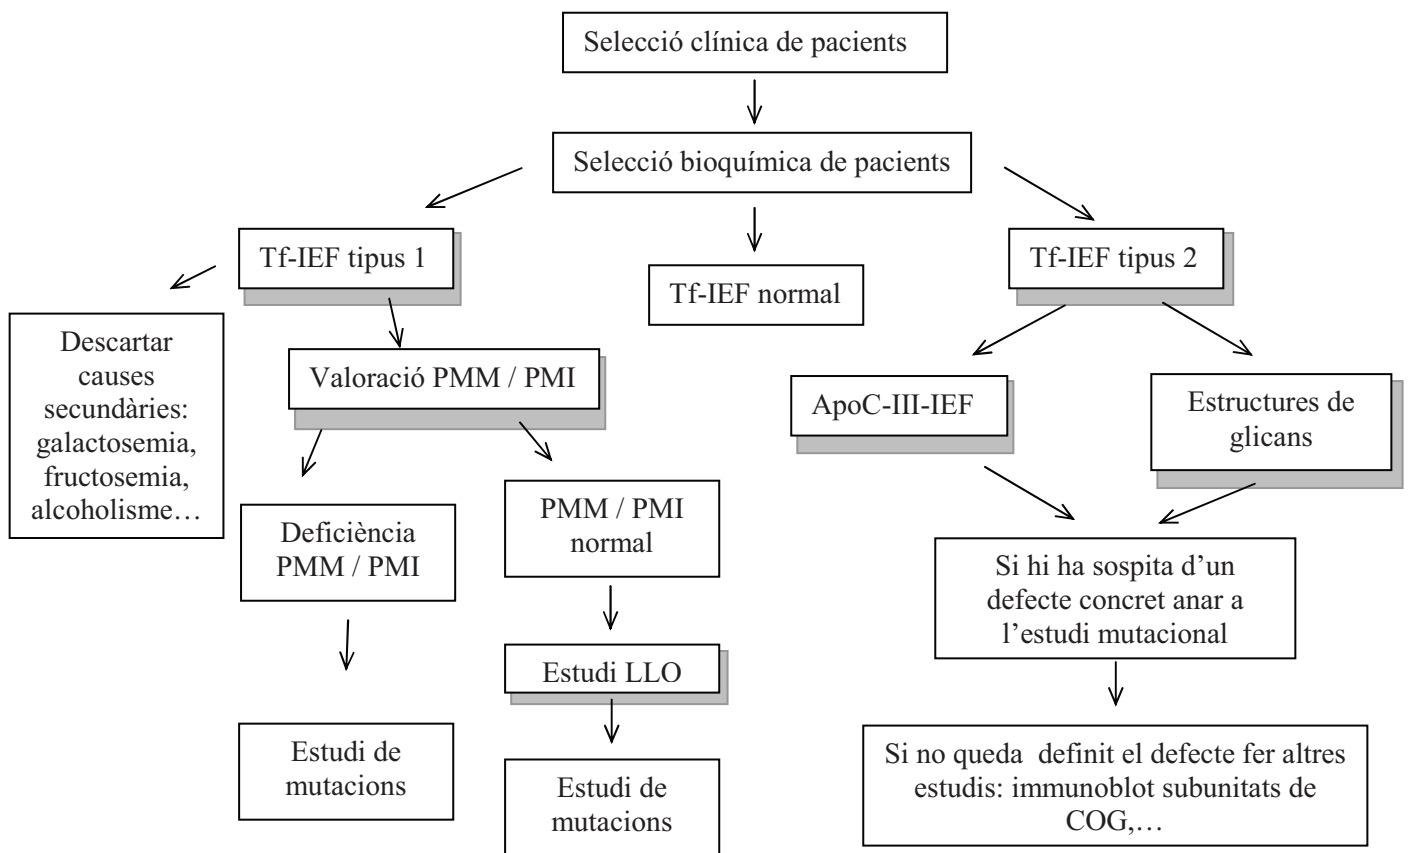 Selecció clínica de pacients
Selecció bioquímica de pacients
Tf-IEF tipus 1
Tf-IEF normal
Tf-IEF tipus 2
Descartar
causes
secundàries:
galactosemia,
fructosemia,
alcoholisme…
Valoració PMM / PMI
ApoC-III-IEF
Estructures de
glicans
Deficiència
PMM / PMI
PMM / PMI
normal
Si hi ha sospita d’un
defecte concret anar a
l’estudi mutacional
Estudi LLO
Estudi de
mutacions
Estudi de
mutacions
Si no queda  definit el defecte fer altres
estudis: immunoblot subunitats de
COG,…